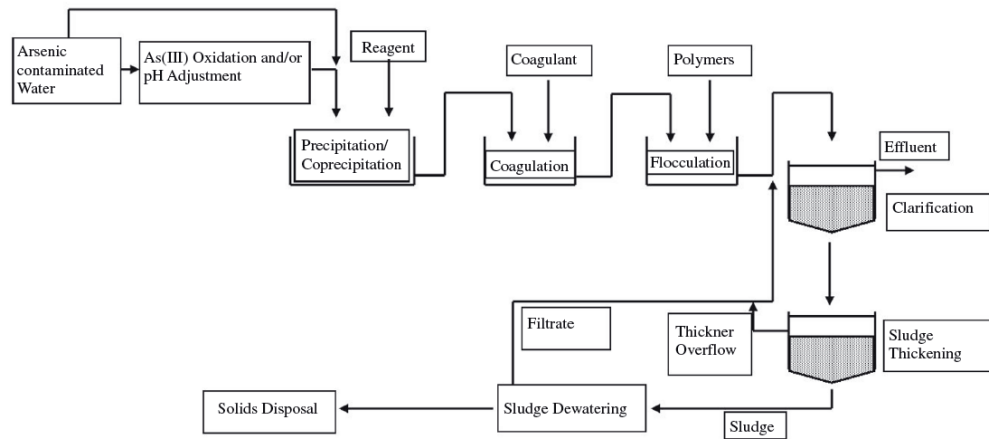 Arsenic
contaminated
Water
As(III) Oxidation and/or
pH Adjustment
Reagent
Coagulant
Polymers
Precipitation/
Coprecipitation
Coagulation
Flocculation
Effluent
Clarification
Filtrate
Thickner
Overflow
Sludge
Thickening
Solids Disposal
Sludge Dewatering
Sludge